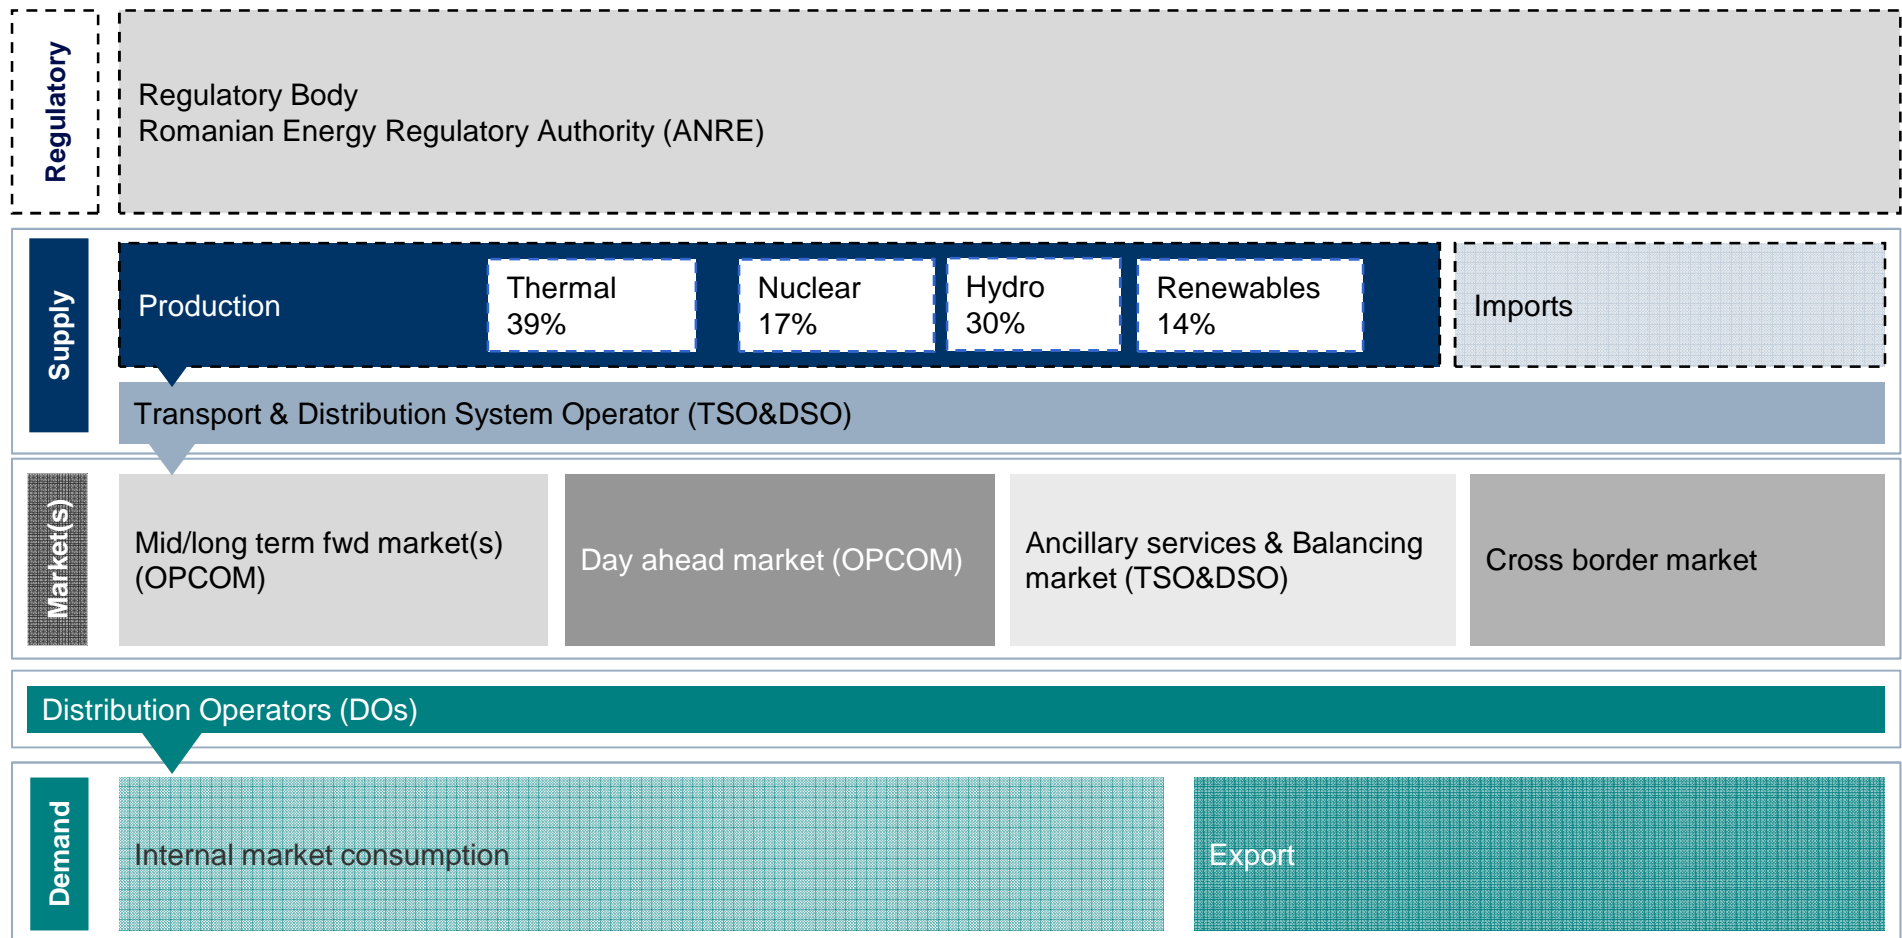 Regulatory
Regulatory Body
Romanian Energy Regulatory Authority (ANRE)
Supply
Production
Thermal
39%
Nuclear
17%
Hydro
30%
Renewables
14%
Imports
Transport & Distribution System Operator (TSO&DSO)
Market(s)
Mid/long term fwd market(s)
(OPCOM)
Day ahead market (OPCOM)
Ancillary services & Balancing
market (TSO&DSO)
Cross border market
Distribution Operators (DOs)
Demand
Internal market consumption
Export